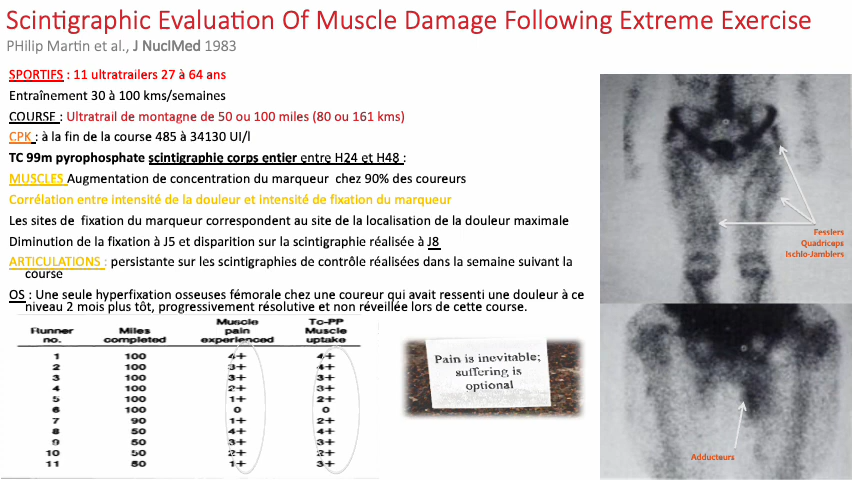 Scintigraphic Evaluation Of Muscle Damage Following Extreme Exercise
PHilip Martin et al., J NuclMed 1983
SPORTIFS : 11 ultratrailers 27 à 64 ans
Entraînement 30 à 100 kms/semaines
COURSE : Ultratrail de montagne de 50 ou 100 miles (80 ou 161 kms)
CPK : à la fin de la course 485 à 34130 UI/l
TC 99m pyrophosphate scintigraphie corps entier entre H24 et H48 :
MUSCLES Augmentation de concentration du marqueur chez 90% des coureurs
Corrélation entre intensité de la douleur et intensité de fixation du marqueur
Les sites de fixation du marqueur correspondent au site de la localisation de la douleur maximale
Diminution de la fixation à J5 et disparition sur la scintigraphie réalisée à J8
ARTICULATIONS : persistante sur les scintigraphies de contrôle réalisées dans la semaine suivant la
course
OS : Une seule hyperfixation osseuses fémorale chez une coureur qui avait ressenti une douleur à ce
niveau 2 mois plus tôt, progressivement résolutive et non réveillée lors de cette course.
Runner no. Miles completed Muscle pain experienced Tc-PP Muscle uptake
1 100 4+ 4+
2 100 3+ 4+
3 100 3+ 3+
4 100 2+ 3+
5 100 1+ 2+
6 100 0 0
7 90 1+ 2+
8 50 4+ 4+
9 50 3+ 3+
10 50 2+ 2+
11 50 1+ 3+
Pain is inevitable;
suffering is
optional
Fessiers
Quadriceps
Ischio-Jambiers
Adducteurs